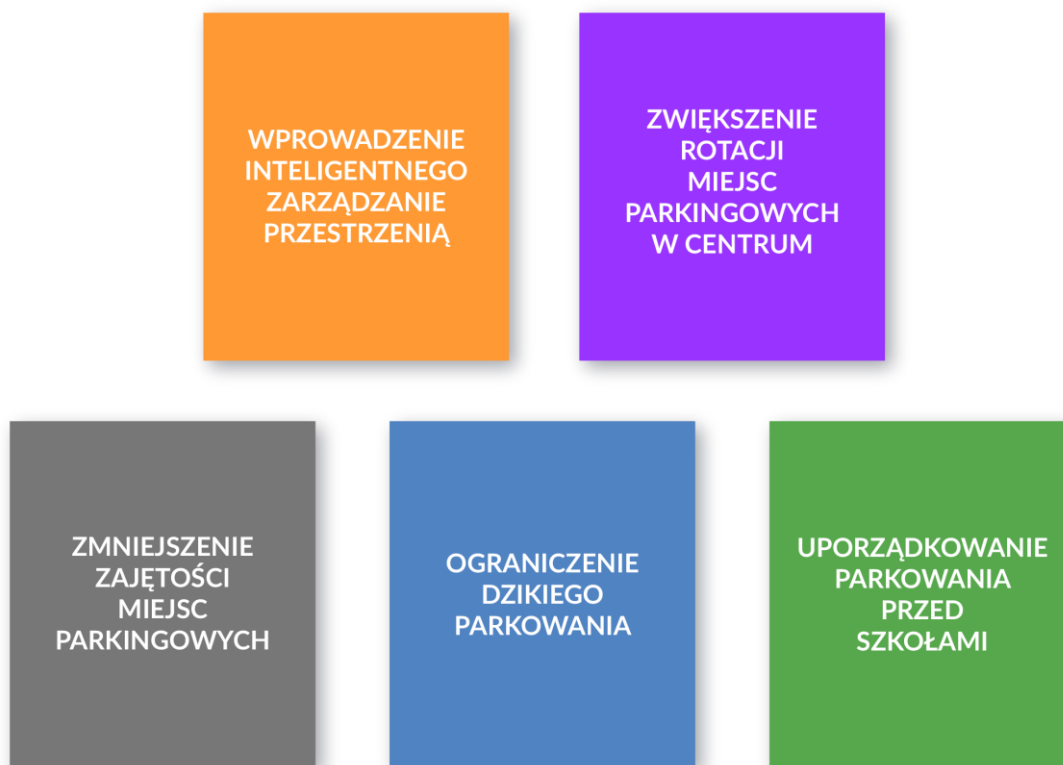 WPROWADZENIE
INTELIGENTNEGO
ZARZĄDZANIE
PRZESTRZENIĄ
ZWIĘKSZENIE
ROTACJI
MIEJSC
PARKINGOWYCH
W CENTRUM
ZMNIEJSZENIE
ZAJĘTOŚCI
MIEJSC
PARKINGOWYCH
OGRANICZENIE
DZIKIEGO
PARKOWANIA
UPORZĄDKOWANIE
PARKOWANIA
PRZED
SZKOŁAMI